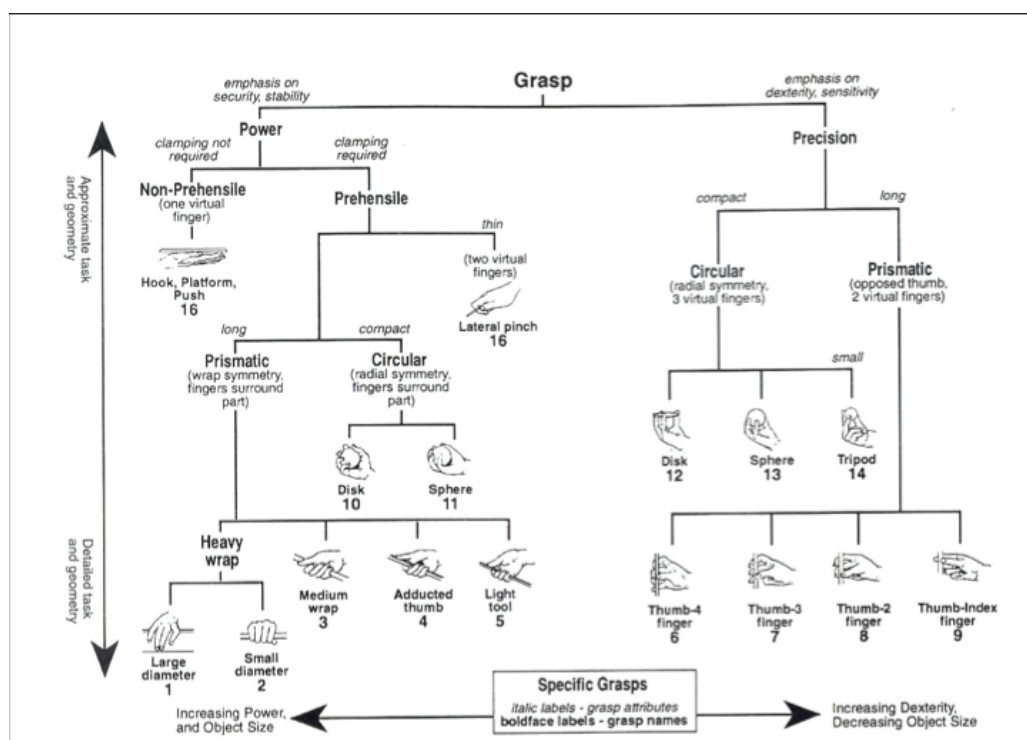 Grasp
emphasis on
security, stability
emphasis on
dexterity, sensitivity
Power
Precision
clamping not
required
clamping
required
Non-Prehensile
(one virtual
finger)
Prehensile
Hook, Platform,
Push
16
thin
(two virtual
fingers)
Lateral pinch
16
compact
long
Circular
(radial symmetry,
3 virtual fingers)
Prismatic
(opposed thumb,
2 virtual fingers)
long
compact
Prismatic
(wrap symmetry,
fingers surround
part)
Circular
(radial symmetry,
fingers surround
part)
small
Disk
10
Sphere
11
Disk
12
Sphere
13
Tripod
14
Heavy
wrap
Medium
wrap
3
Adducted
thumb
4
Light
tool
5
Thumb-4
finger
6
Thumb-3
finger
7
Thumb-2
finger
8
Thumb-Index
finger
9
Large
diameter
1
Small
diameter
2
Approximate task
and geometry
Detailed task
and geometry
Increasing Power,
and Object Size
Specific Grasps
italic labels - grasp attributes
boldface labels - grasp names
Increasing Dexterity,
Decreasing Object Size